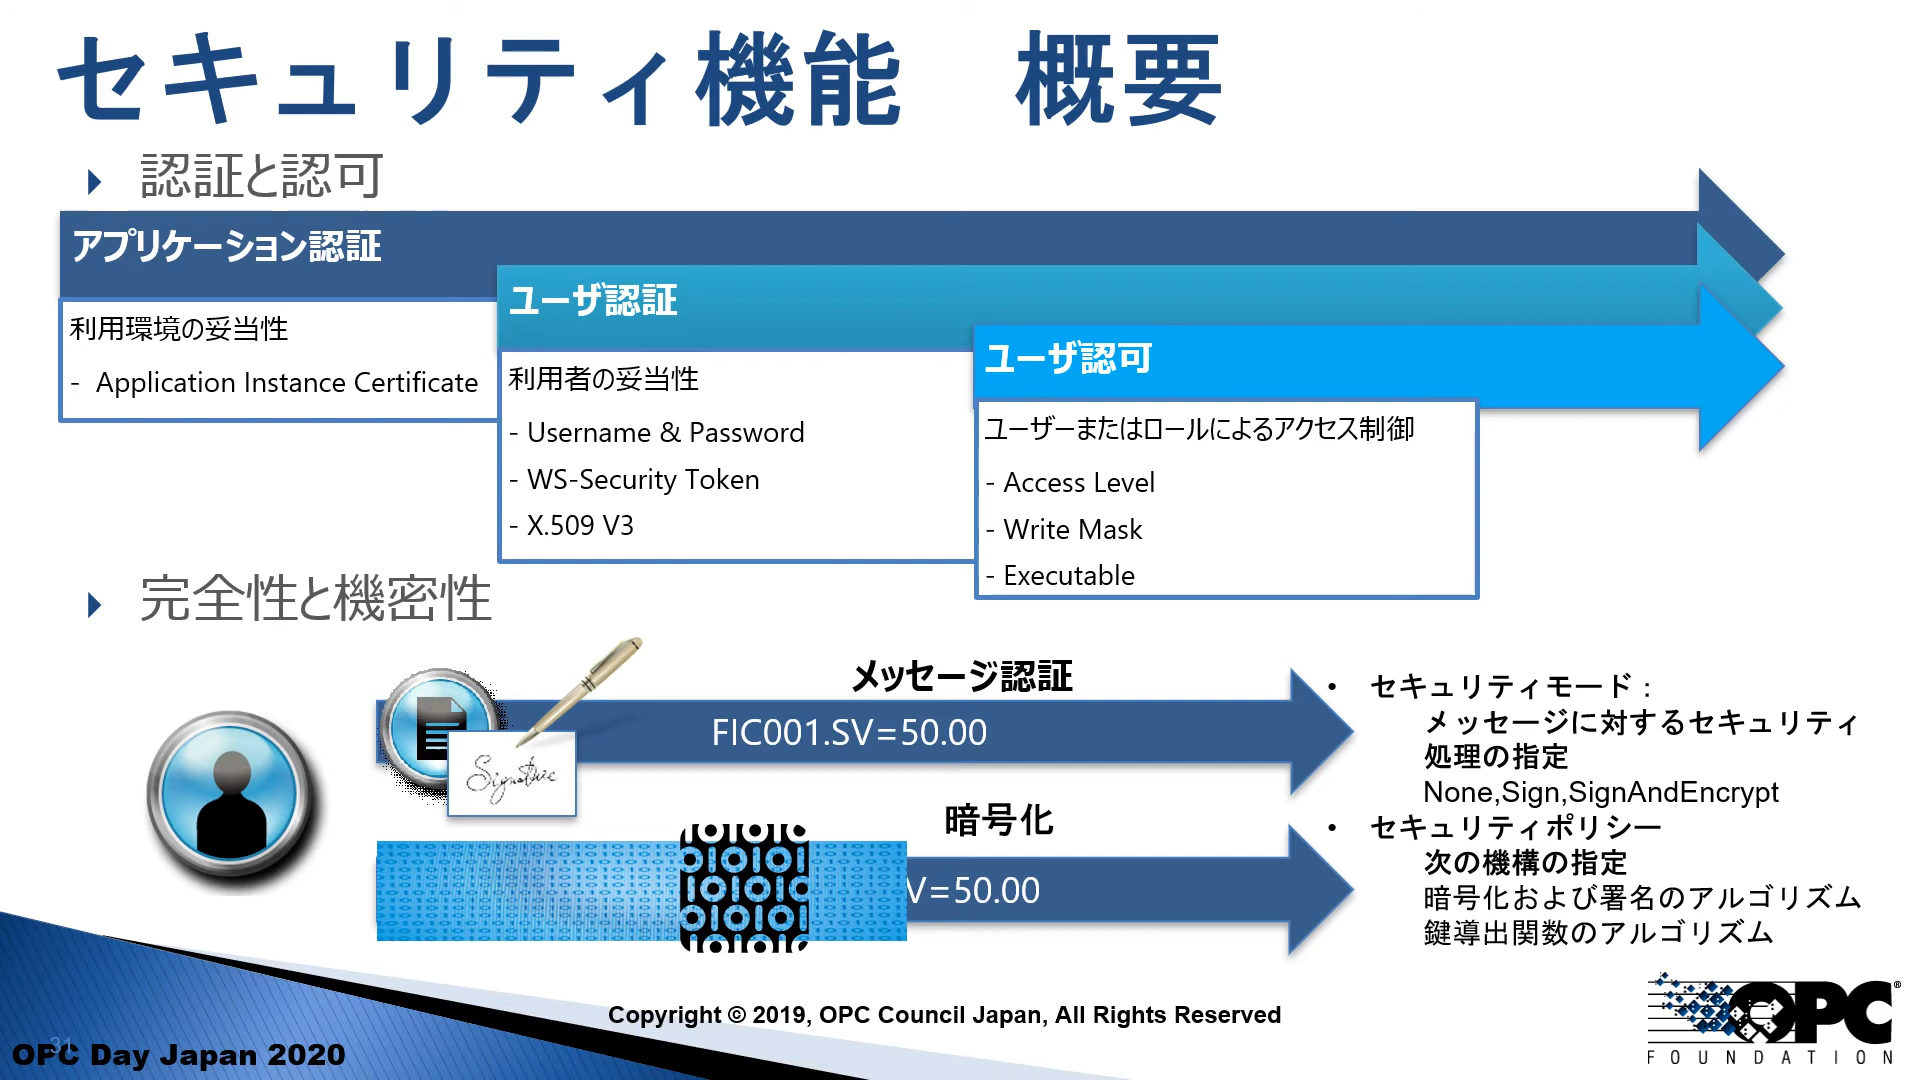 セキュリティ機能　概要
認証と認可
アプリケーション認証
利用環境の妥当性
- Application Instance Certificate
ユーザ認証
利用者の妥当性
- Username & Password
- WS-Security Token
- X.509 V3
ユーザ認可
ユーザーまたはロールによるアクセス制御
- Access Level
- Write Mask
- Executable
完全性と機密性
メッセージ認証
FIC001.SV=50.00
Signature
暗号化
V=50.00
• セキュリティモード：
メッセージに対するセキュリティ
処理の指定
None,Sign,SignAndEncrypt
• セキュリティポリシー
次の機構の指定
暗号化および署名のアルゴリズム
鍵導出関数のアルゴリズム
Copyright © 2019, OPC Council Japan, All Rights Reserved
31
OPC Day Japan 2020
OPC®
FOUNDATION